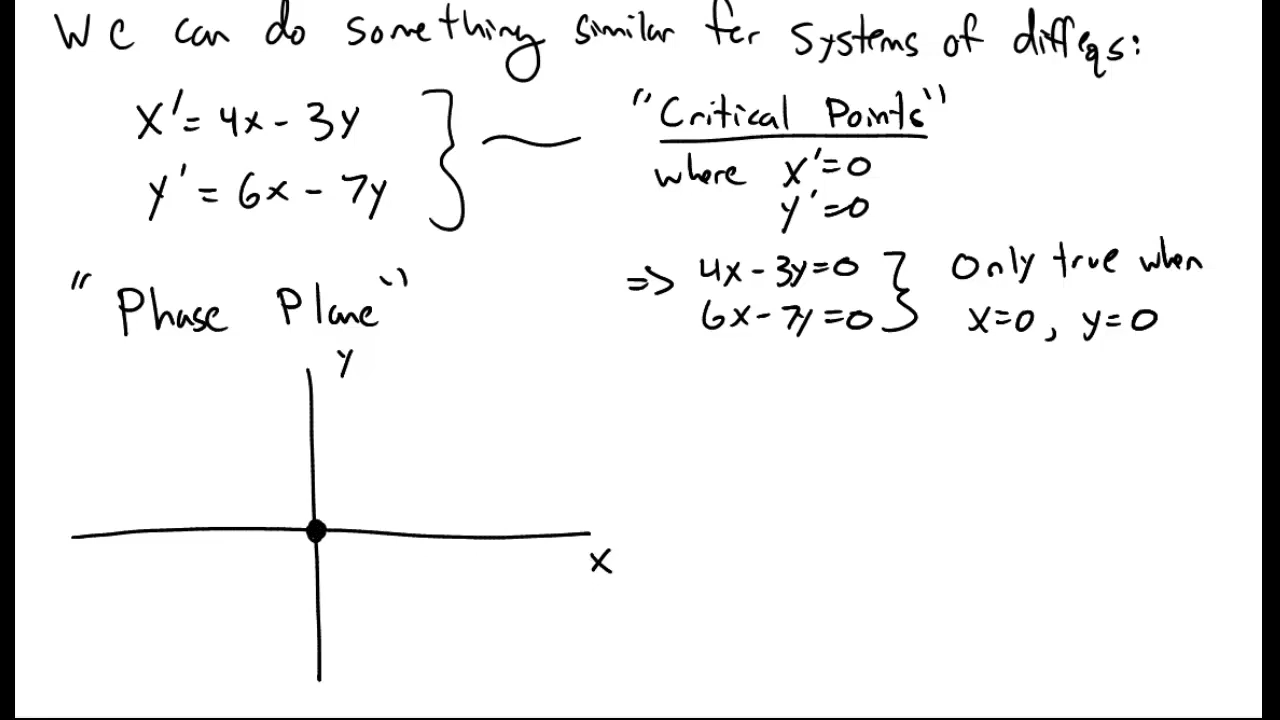 We can do something similar for systems of diffeqs:
x' = 4x - 3y
y' = 6x - 7y
"Critical Points"
where x' = 0
y' = 0
=> 4x - 3y = 0
6x - 7y = 0
Only true when
x = 0, y = 0
"Phase Plane"
y
x